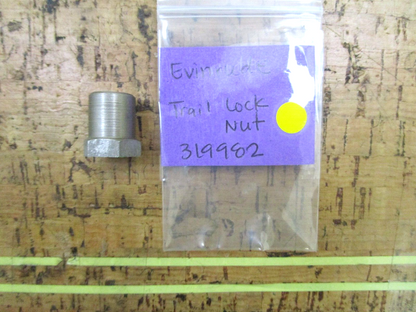 Evinrude
Trail Lock
Nut
319982